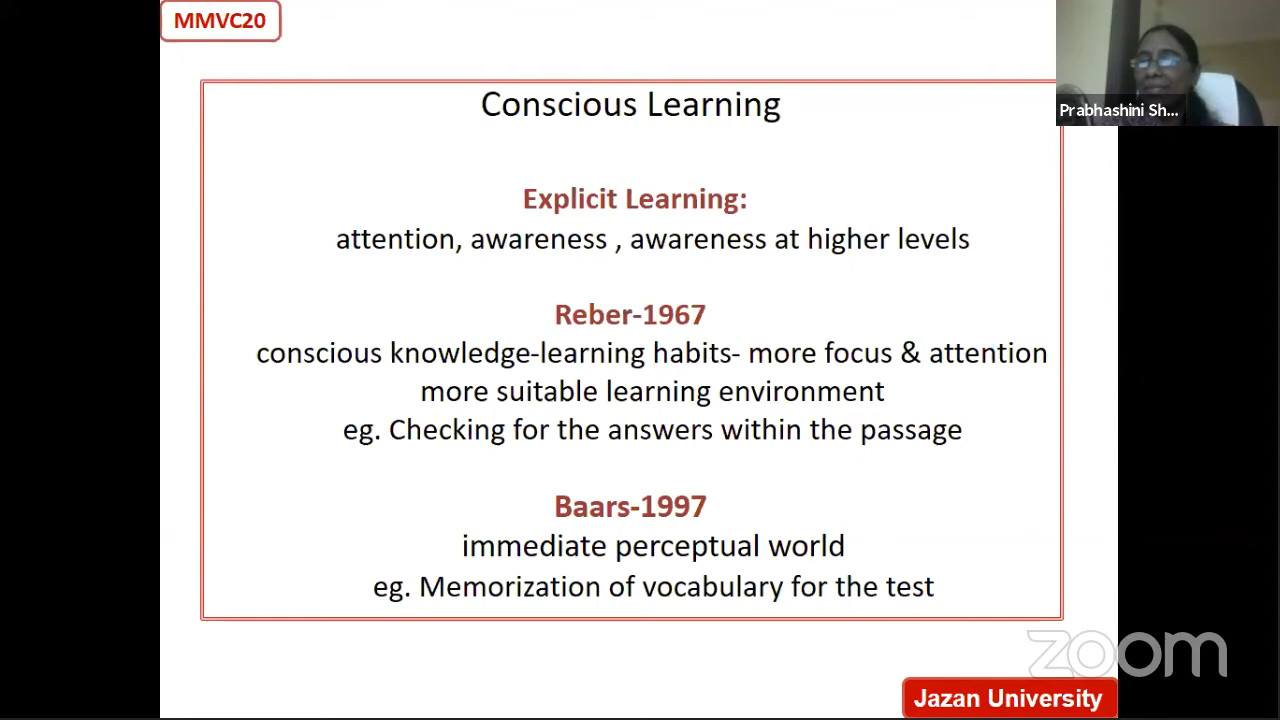 MMVC20
Prabhashini Sh...
Conscious Learning
Explicit Learning:
attention, awareness , awareness at higher levels
Reber-1967
conscious knowledge-learning habits- more focus & attention
more suitable learning environment
eg. Checking for the answers within the passage
Baars-1997
immediate perceptual world
eg. Memorization of vocabulary for the test
zoom
Jazan University